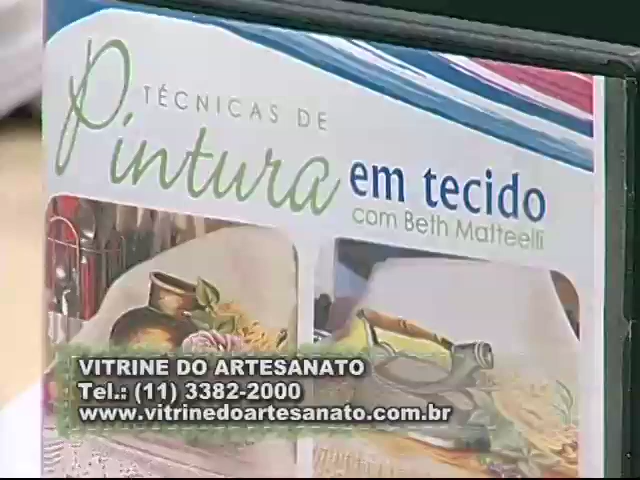 TÉCNICAS DE
Pintura
em tecido
com Beth Matteelli
VITRINE DO ARTESANATO
Tel.: (11) 3382-2000
www.vitrinedoartesanato.com.br